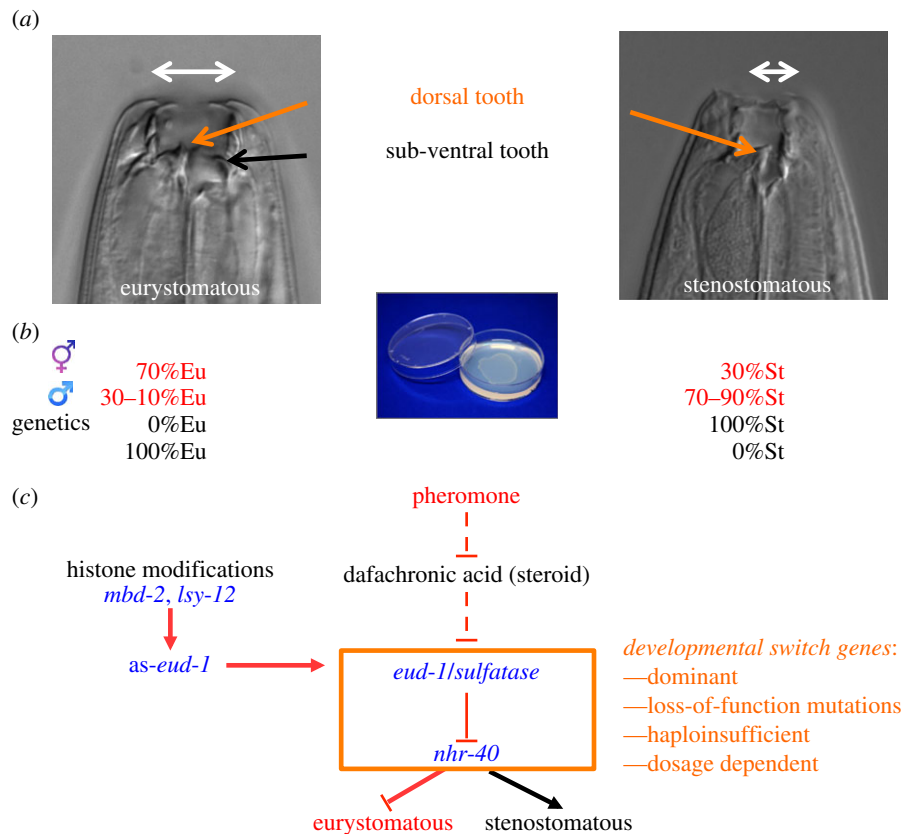 (a)
dorsal tooth
sub-ventral tooth
eurystomatous
stenostomatous
(b)
⚥ 70%Eu 30%St
♂ 30–10%Eu 70–90%St
genetics 0%Eu 100%St
100%Eu 0%St
(c)
pheromone
histone modifications
mbd-2, lsy-12
dafachronic acid (steroid)
as-eud-1
eud-1/sulfatase
nhr-40
developmental switch genes:
—dominant
—loss-of-function mutations
—haploinsufficient
—dosage dependent
eurystomatous
stenostomatous